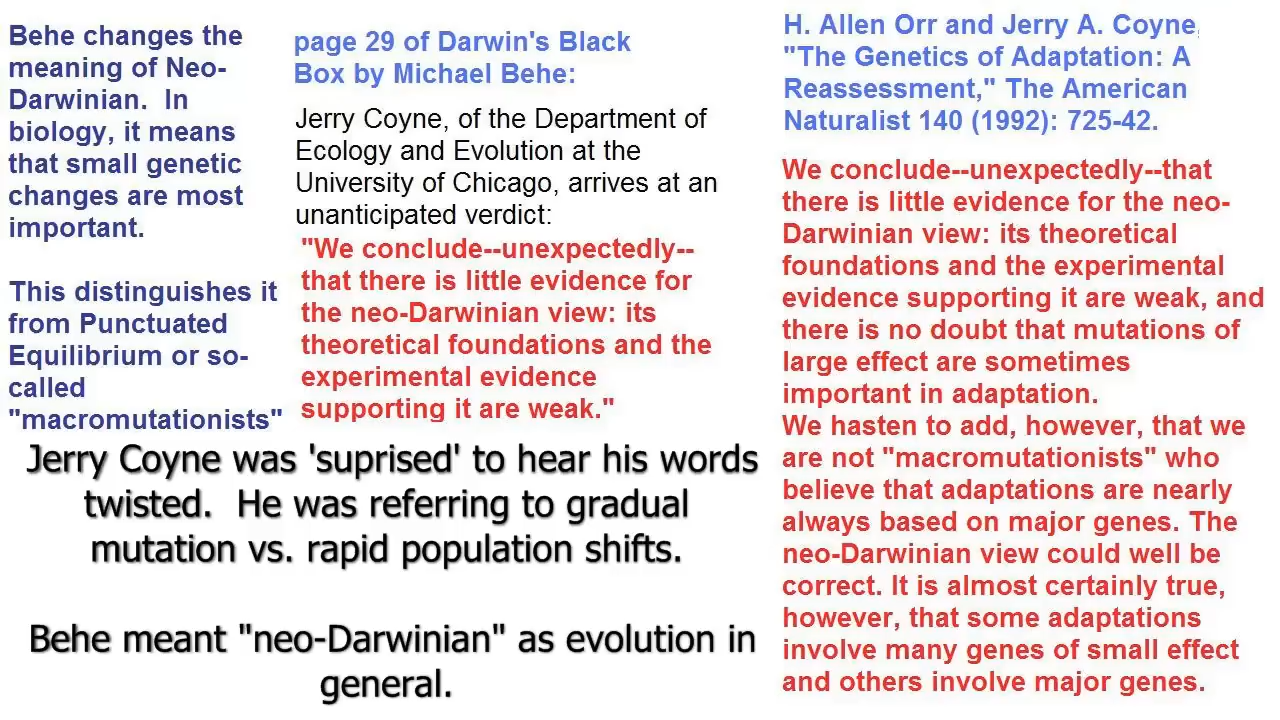 Behe changes the
meaning of Neo-
Darwinian.  In
biology, it means
that small genetic
changes are most
important.
This distinguishes it
from Punctuated
Equilibrium or so-
called
"macromutationists"
page 29 of Darwin's Black
Box by Michael Behe:
Jerry Coyne, of the Department of
Ecology and Evolution at the
University of Chicago, arrives at an
unanticipated verdict:
"We conclude--unexpectedly--
that there is little evidence for
the neo-Darwinian view: its
theoretical foundations and the
experimental evidence
supporting it are weak."
Jerry Coyne was 'suprised' to hear his words
twisted.  He was referring to gradual
mutation vs. rapid population shifts.
Behe meant "neo-Darwinian" as evolution in
general.
H. Allen Orr and Jerry A. Coyne,
"The Genetics of Adaptation: A
Reassessment," The American
Naturalist 140 (1992): 725-42.
We conclude--unexpectedly--that
there is little evidence for the neo-
Darwinian view: its theoretical
foundations and the experimental
evidence supporting it are weak, and
there is no doubt that mutations of
large effect are sometimes
important in adaptation.
We hasten to add, however, that we
are not "macromutationists" who
believe that adaptations are nearly
always based on major genes. The
neo-Darwinian view could well be
correct. It is almost certainly true,
however, that some adaptations
involve many genes of small effect
and others involve major genes.